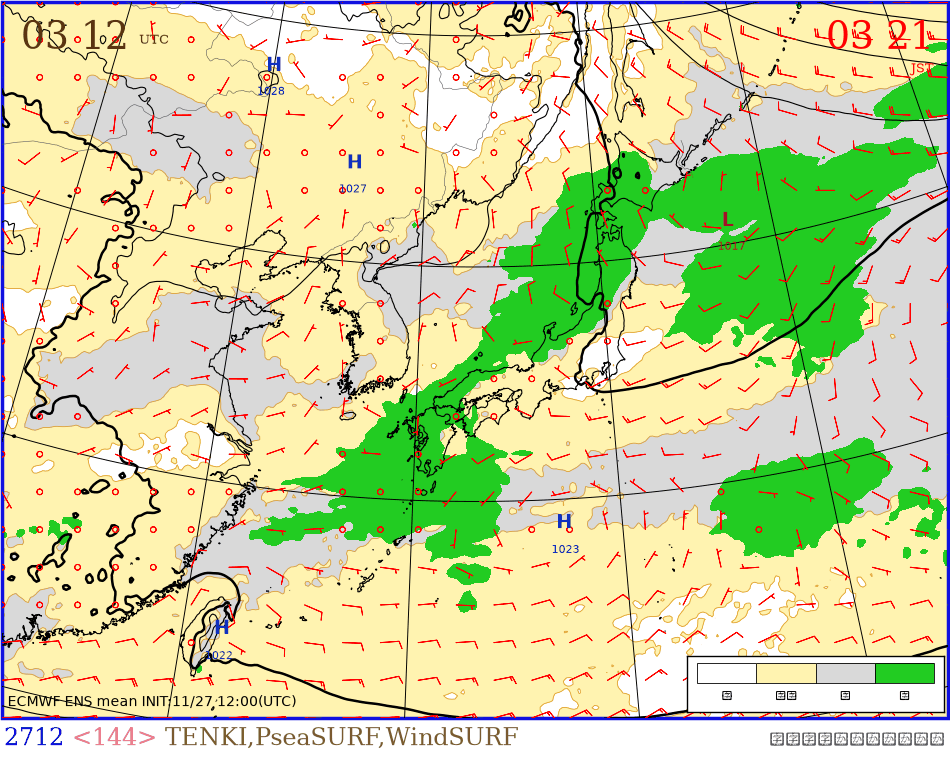 03 12 UTC
03 21
JST
H
1028
H
1027
L
1017
H
1023
H
1022
ECMWF ENS mean INIT:11/27,12:00(UTC)
2712 <144> TENKI,PseaSURF,WindSURF